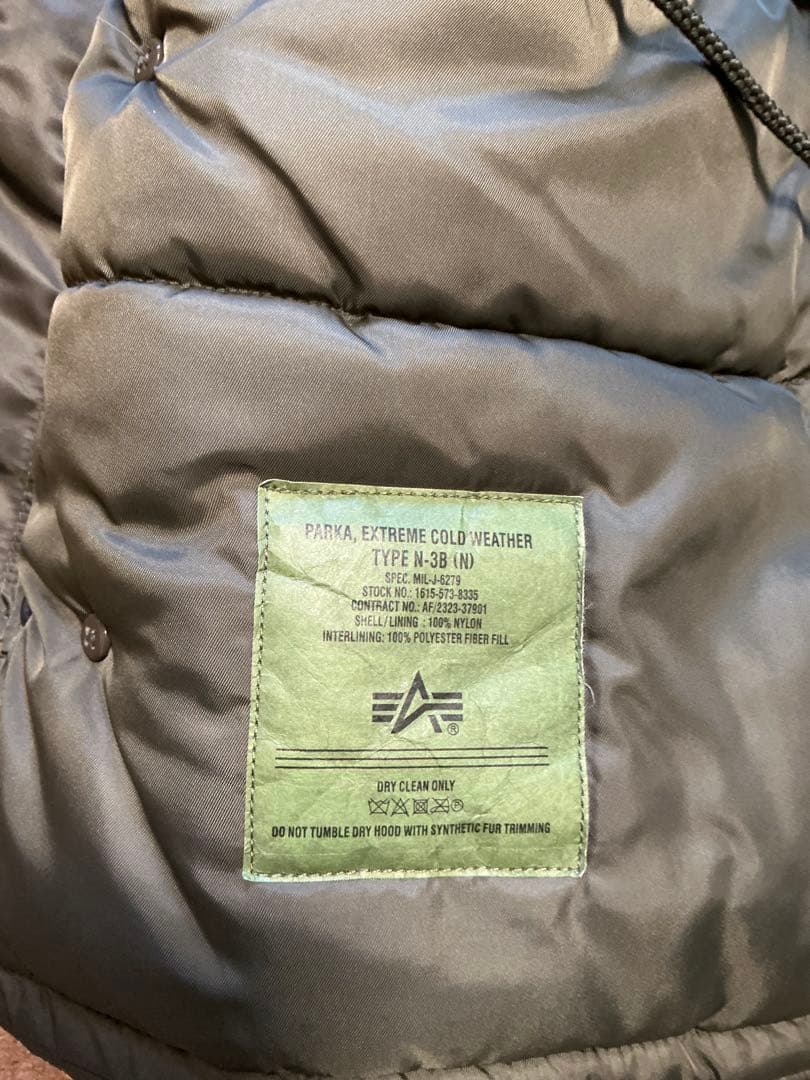 PARKA, EXTREME COLD WEATHER
TYPE N-3B (N)
SPEC. MIL-J-6279
STOCK NO.: 1615-573-8335
CONTRACT NO.: AF/2323-37901
SHELL/LINING : 100% NYLON
INTERLINING: 100% POLYESTER FIBER FILL
®
DRY CLEAN ONLY
DO NOT TUMBLE DRY HOOD WITH SYNTHETIC FUR TRIMMING